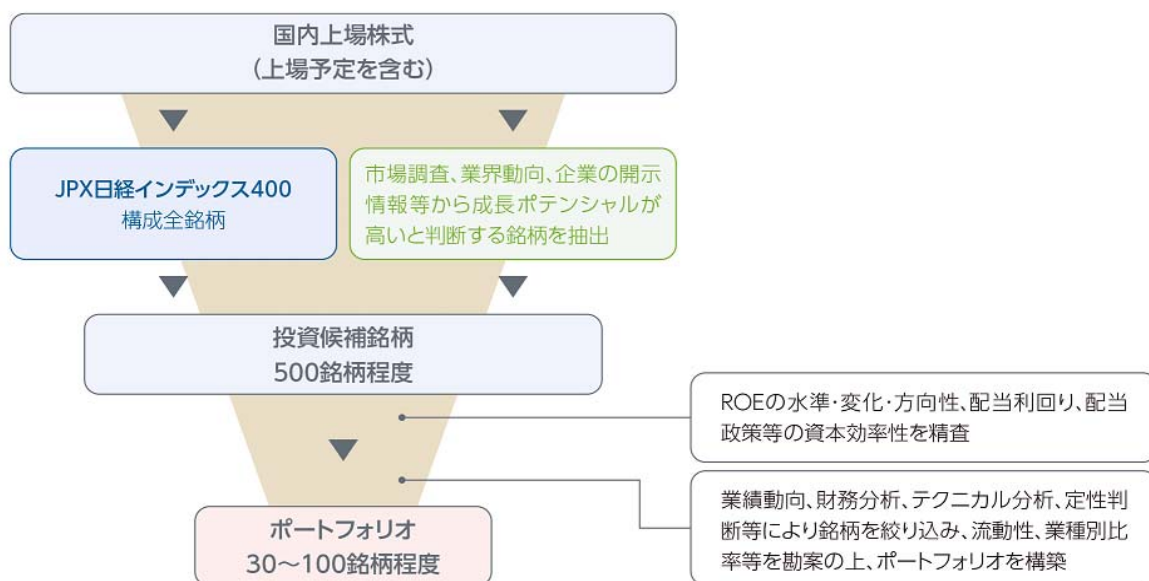 国内上場株式
(上場予定を含む)
JPX日経インデックス400
構成全銘柄
市場調査、業界動向、企業の開示
情報等から成長ポテンシャルが
高いと判断する銘柄を抽出
投資候補銘柄
500銘柄程度
ROEの水準・変化・方向性、配当利回り、配当
政策等の資本効率性を精査
業績動向、財務分析、テクニカル分析、定性判
断等により銘柄を絞り込み、流動性、業種別比
率等を勘案の上、ポートフォリオを構築
ポートフォリオ
30〜100銘柄程度